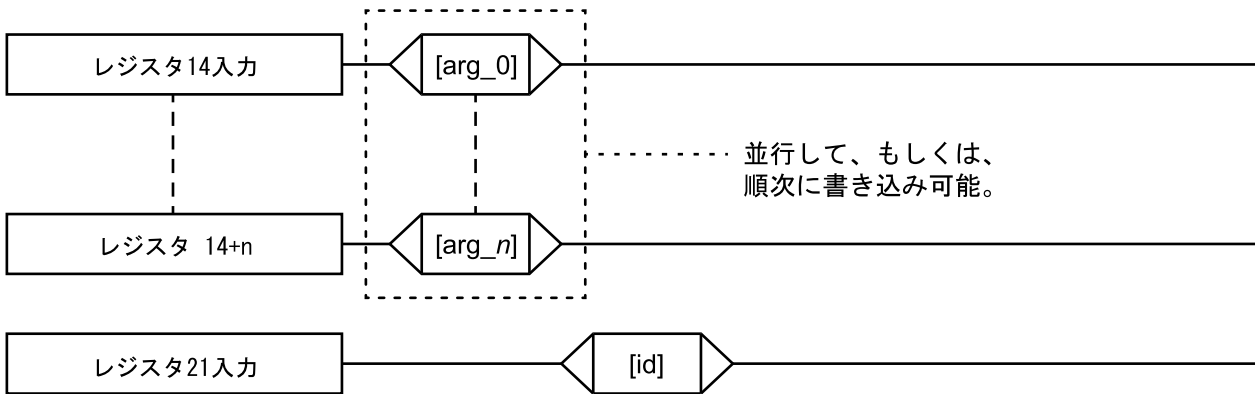 レジスタ14入力
[arg_0]
並行して、もしくは、
順次に書き込み可能。
レジスタ 14+n
[arg_n]
レジスタ21入力
[id]